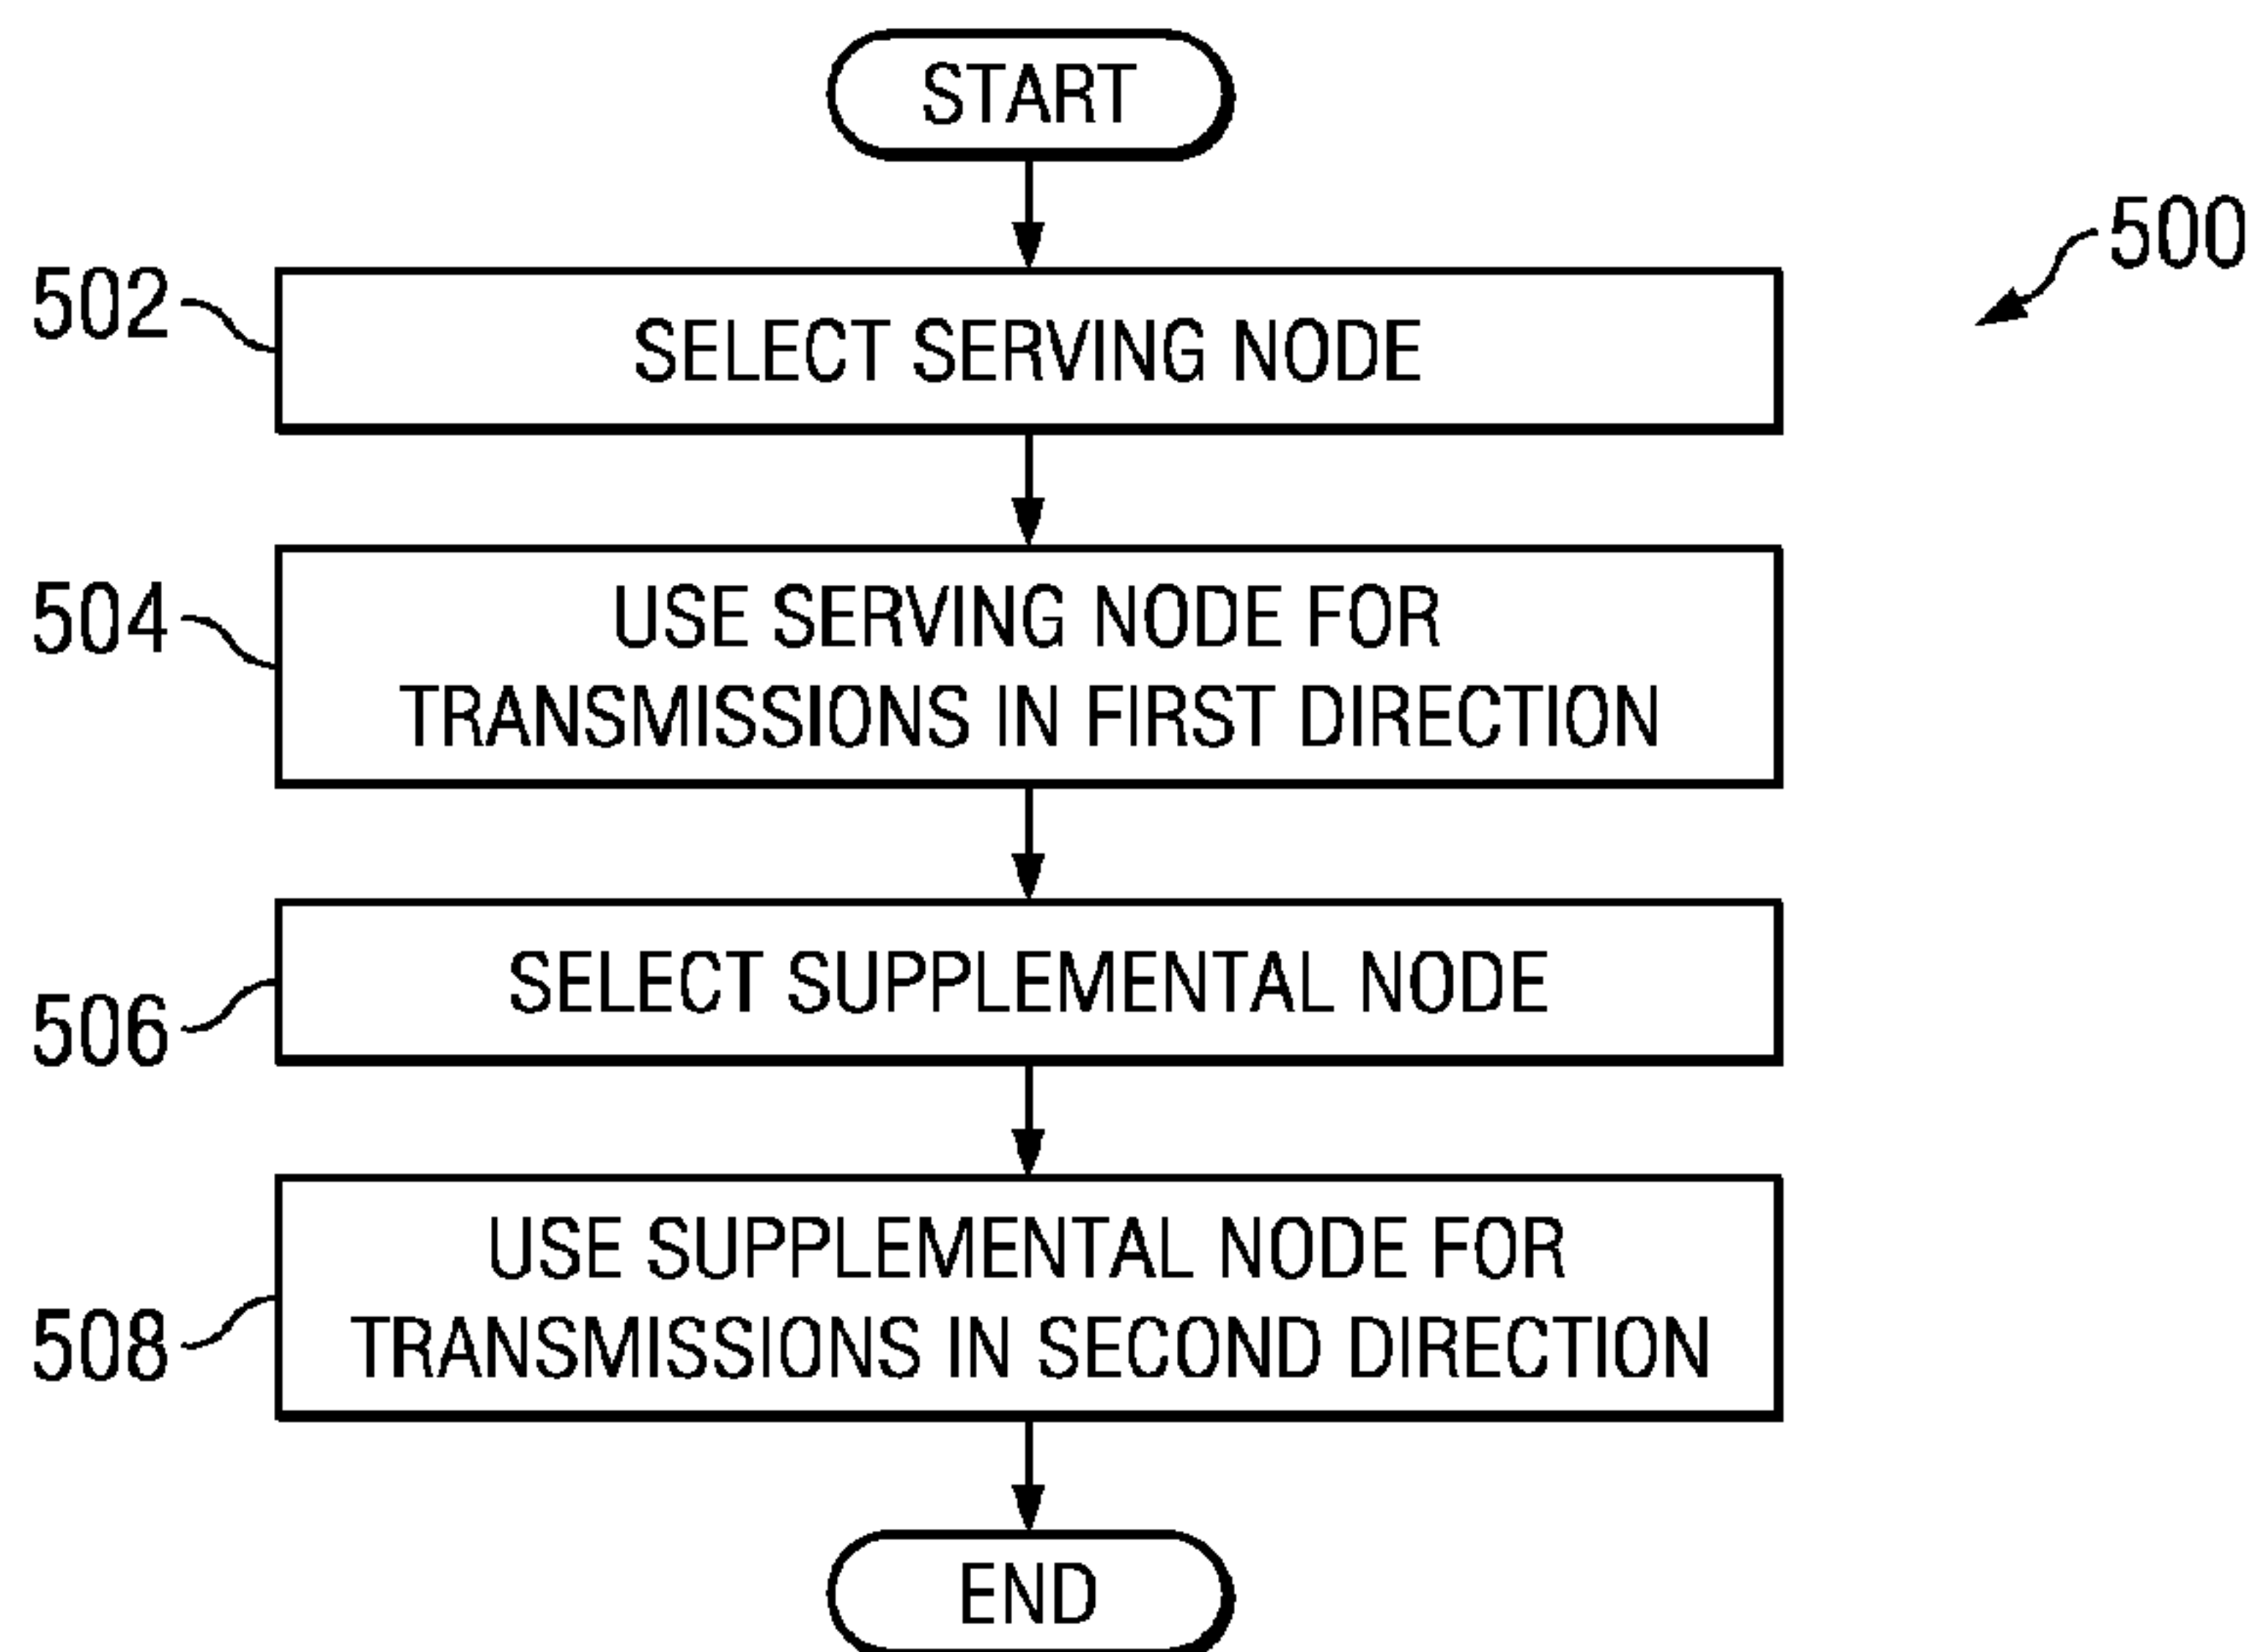 START
500
502
SELECT SERVING NODE
504
USE SERVING NODE FOR
TRANSMISSIONS IN FIRST DIRECTION
506
SELECT SUPPLEMENTAL NODE
508
USE SUPPLEMENTAL NODE FOR
TRANSMISSIONS IN SECOND DIRECTION
END